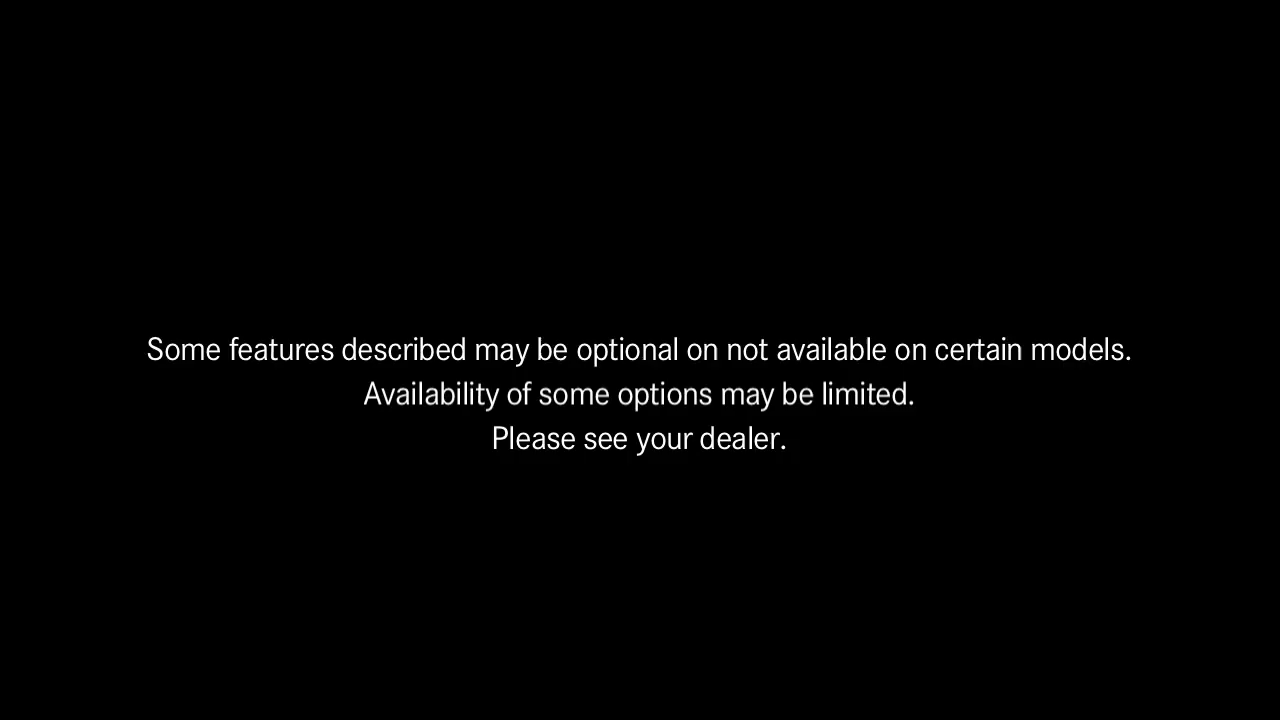 Some features described may be optional on not available on certain models.
Availability of some options may be limited.
Please see your dealer.